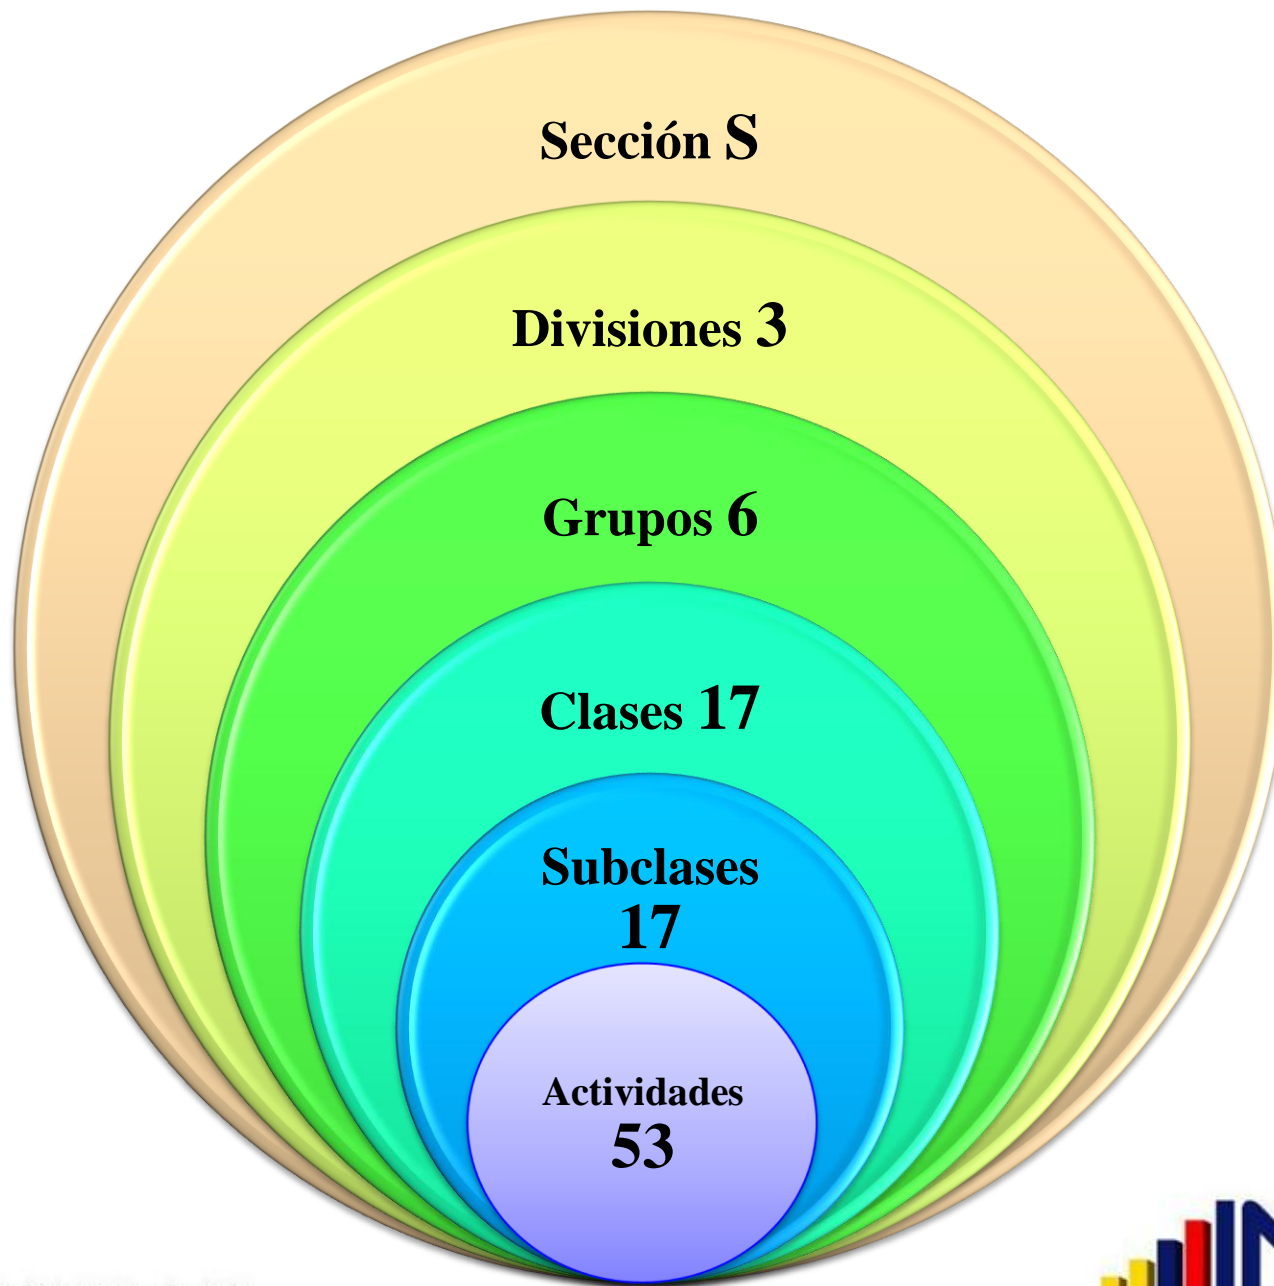 Sección S
Divisiones 3
Grupos 6
Clases 17
Subclases
17
Actividades
53